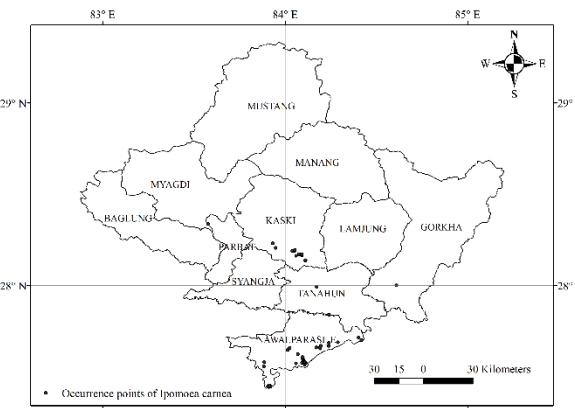 83° E 84° E 85° E
N
W E
S
29° N 29° N
MUSTANG
MANANG
MYAGDI
BAGLUNG
KASKI
LAMJUNG
GORKHA
PARBAT
SYANGJA
TANAHUN
28° N 28° N
NAWALPARASI E
30 15 0 30 Kilometers
Occurrence points of Ipomoea carnea